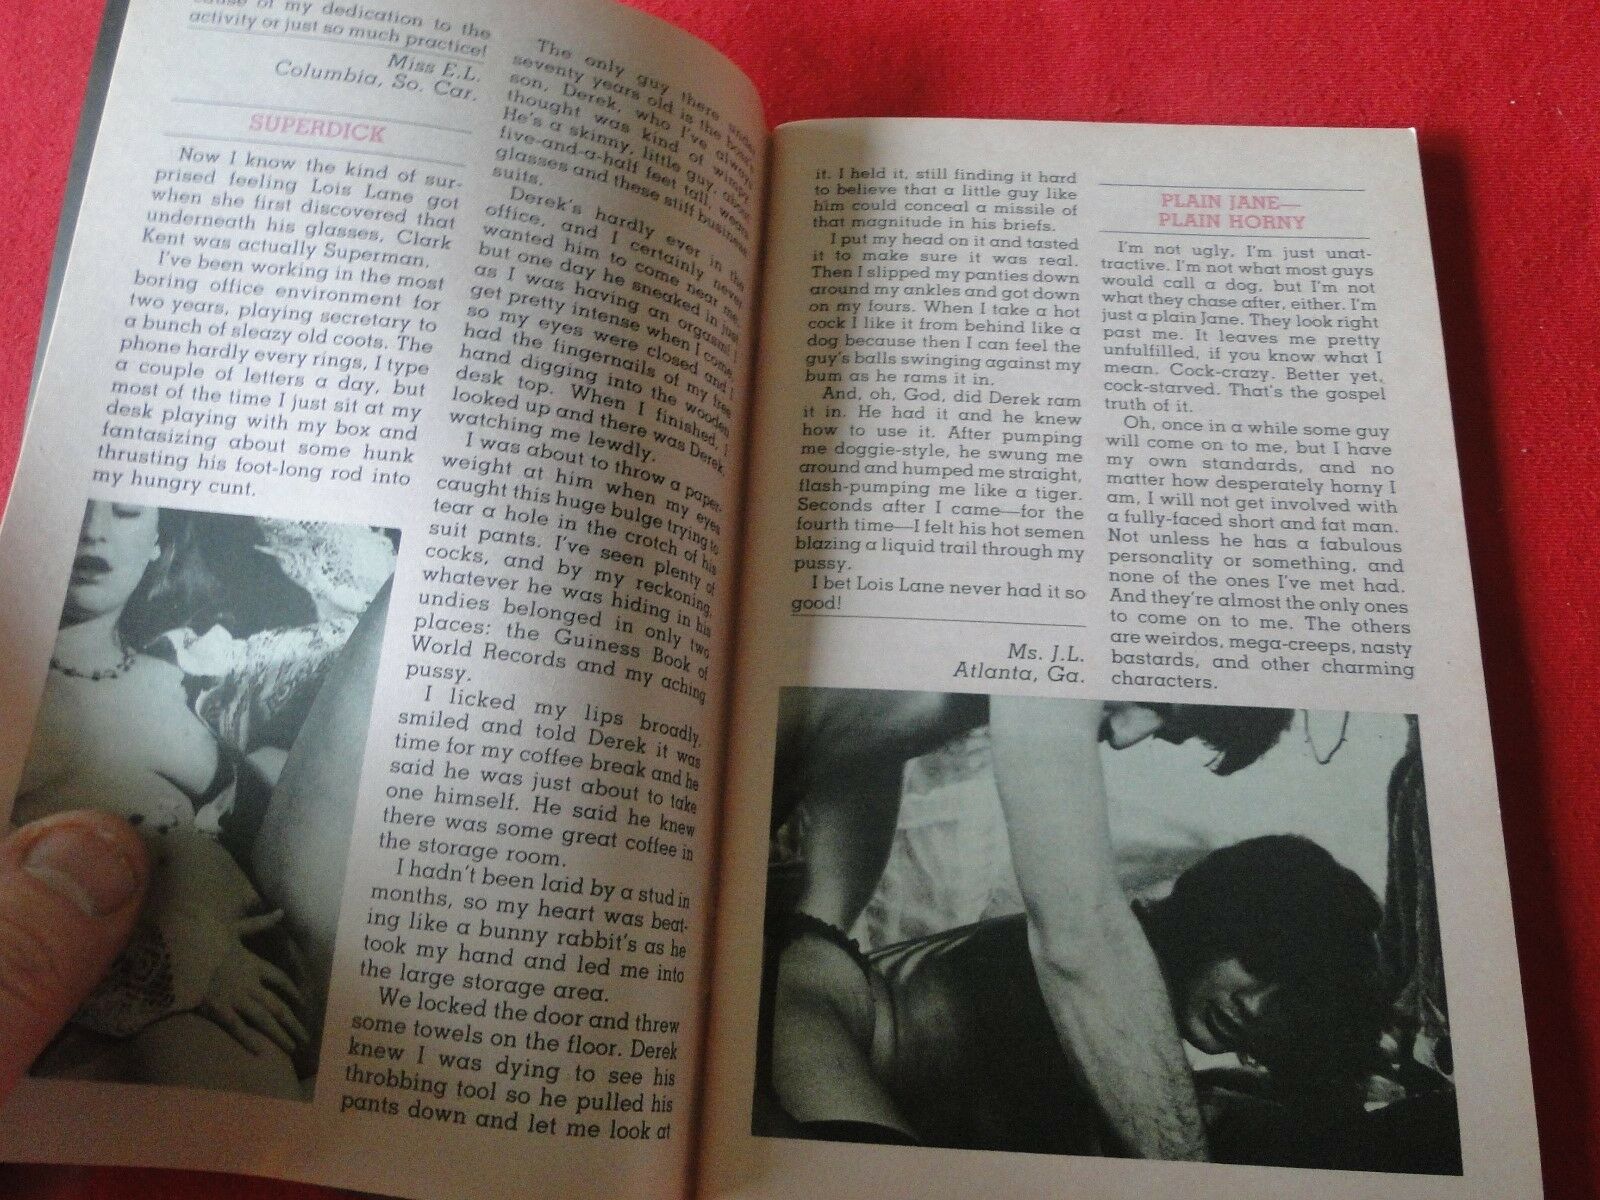 cause of my dedication to the
activity or just so much practice!
Miss E.L.
Columbia, So. Car.
SUPERDICK
Now I know the kind of sur-
prised feeling Lois Lane got
when she first discovered that
underneath his glasses, Clark
Kent was actually Superman.
I've been working in the most
boring office environment for
two years, playing secretary to
a bunch of sleazy old coots. The
phone hardly every rings, I type
a couple of letters a day, but
most of the time I just sit at my
desk playing with my box and
fantasizing about some hunk
thrusting his foot-long rod into
my hungry cunt.
The only guy there under
seventy years old is the boss's
son, Derek, who I've always
thought was kind of wimpy.
He's a skinny, little guy, about
five-and-a-half feet tall, wears
glasses and these stiff business
suits.
Derek's hardly ever in the
office, and I certainly never
wanted him to come near me,
but one day he sneaked in just
as I was having an orgasm! I
get pretty intense when I come,
so my eyes were closed and I
had the fingernails of my free
hand digging into the wooden
desk top. When I finished, I
looked up and there was Derek,
watching me lewdly.
I was about to throw a paper-
weight at him when my eyes
caught this huge bulge trying to
tear a hole in the crotch of his
suit pants. I've seen plenty of
cocks, and by my reckoning,
whatever he was hiding in his
undies belonged in only two
places: the Guiness Book of
World Records and my aching
pussy.
I licked my lips broadly,
smiled and told Derek it was
time for my coffee break and he
said he was just about to take
one himself. He said he knew
there was some great coffee in
the storage room.
I hadn't been laid by a stud in
months, so my heart was beat-
ing like a bunny rabbit's as he
took my hand and led me into
the large storage area.
We locked the door and threw
some towels on the floor. Derek
knew I was dying to see his
throbbing tool so he pulled his
pants down and let me look at
it. I held it, still finding it hard
to believe that a little guy like
him could conceal a missile of
that magnitude in his briefs.
I put my head on it and tasted
it to make sure it was real.
Then I slipped my panties down
around my ankles and got down
on my fours. When I take a hot
cock I like it from behind like a
dog because then I can feel the
guy's balls swinging against my
bum as he rams it in.
And, oh, God, did Derek ram
it in. He had it and he knew
how to use it. After pumping
me doggie-style, he swung me
around and humped me straight,
flash-pumping me like a tiger.
Seconds after I came—for the
fourth time—I felt his hot semen
blazing a liquid trail through my
pussy.
I bet Lois Lane never had it so
good!
Ms. J.L.
Atlanta, Ga.
PLAIN JANE—
PLAIN HORNY
I'm not ugly, I'm just unat-
tractive. I'm not what most guys
would call a dog, but I'm not
what they chase after, either. I'm
just a plain Jane. They look right
past me. It leaves me pretty
unfulfilled, if you know what I
mean. Cock-crazy. Better yet,
cock-starved. That's the gospel
truth of it.
Oh, once in a while some guy
will come on to me, but I have
my own standards, and no
matter how desperately horny I
am, I will not get involved with
a fully-faced short and fat man.
Not unless he has a fabulous
personality or something, and
none of the ones I've met had.
And they're almost the only ones
to come on to me. The others
are weirdos, mega-creeps, nasty
bastards, and other charming
characters.